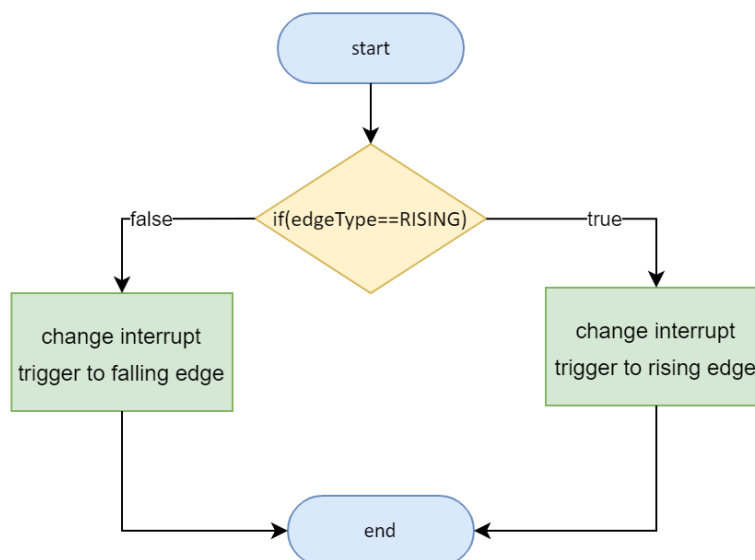 start
if(edgeType==RISING)
false
true
change interrupt
trigger to falling edge
change interrupt
trigger to rising edge
end